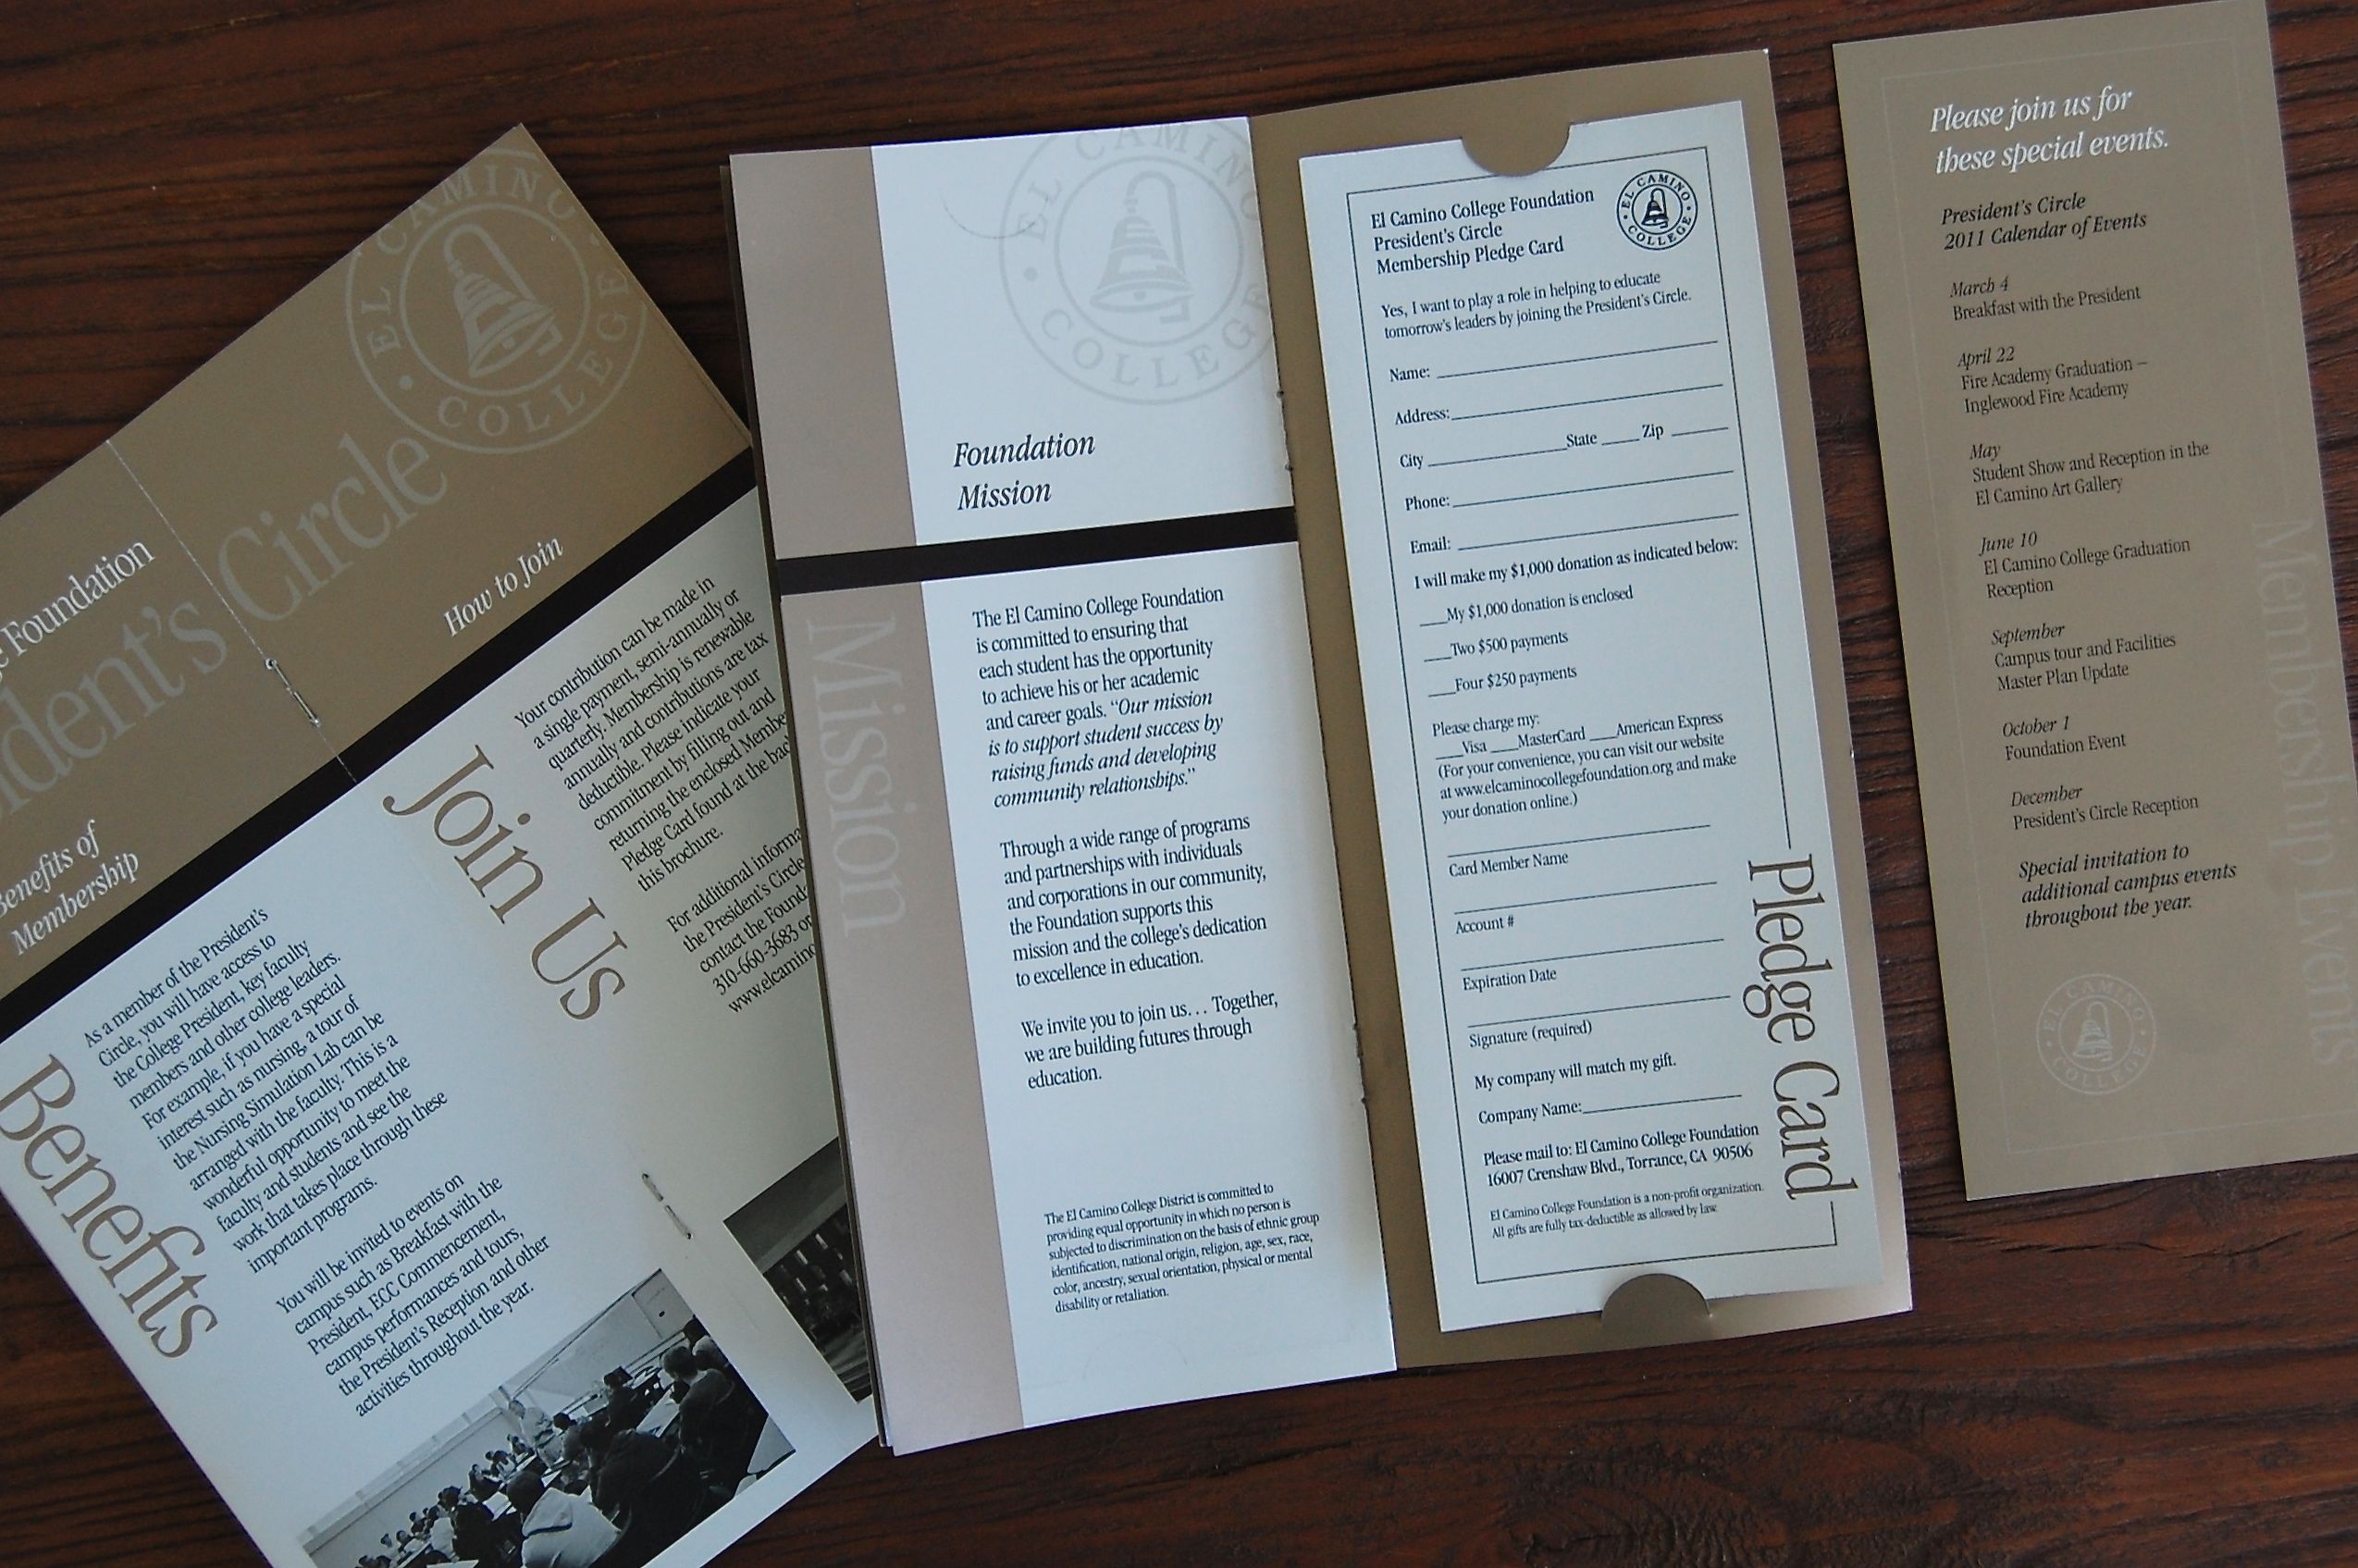 EL CAMINO COLLEGE
Foundation
Circle
Benefits of
Membership
Benefits
As a member of the President's
Circle, you will have access to
the College President, key faculty
members and other college leaders.
For example, if you have a special
interest such as nursing, a tour of
the Nursing Simulation Lab can be
arranged with the faculty. This is a
wonderful opportunity to meet the
faculty and students and see the
work that takes place through these
important programs.
You will be invited to events on
campus such as Breakfast with the
President, ECC Commencement,
campus performances and tours,
the President's Reception and other
activities throughout the year.
How to Join
Join Us
Your contribution can be made in
a single payment, semi-annually or
quarterly. Membership is renewable
annually and contributions are tax
deductible. Please indicate your
commitment by filling out and
returning the enclosed
Pledge Card found at the
this brochure.
For additional
the President's Circle
contact the
310-660-3683 or
EL CAMINO COLLEGE
Foundation
Mission
Mission
The El Camino College Foundation
is committed to ensuring that
each student has the opportunity
to achieve his or her academic
and career goals. “Our mission
is to support student success by
raising funds and developing
community relationships.”
Through a wide range of programs
and partnerships with individuals
and corporations in our community,
the Foundation supports this
mission and the college's dedication
to excellence in education.
We invite you to join us... Together,
we are building futures through
education.
The El Camino College District is committed to
providing equal opportunity in which no person is
subjected to discrimination on the basis of ethnic group
identification, national origin, religion, age, sex, race,
color, ancestry, sexual orientation, physical or mental
disability or retaliation.
El Camino College Foundation
President's Circle
Membership Pledge Card
EL CAMINO COLLEGE
Yes, I want to play a role in helping to educate
tomorrow's leaders by joining the President's Circle.
Name:
Address:
City State Zip
Phone:
Email:
I will make my $1,000 donation as indicated below:
My $1,000 donation is enclosed
Two $500 payments
Four $250 payments
Please charge my:
Visa MasterCard American Express
(For your convenience, you can visit our website
at www.elcaminocollegefoundation.org and make
your donation online.)
Card Member Name
Account #
Expiration Date
Signature (required)
My company will match my gift.
Company Name:
Please mail to: El Camino College Foundation
16007 Crenshaw Blvd., Torrance, CA 90506
El Camino College Foundation is a non-profit organization.
All gifts are fully tax-deductible as allowed by law.
Pledge Card
Please join us for
these special events.
President's Circle
2011 Calendar of Events
March 4
Breakfast with the President
April 22
Fire Academy Graduation –
Inglewood Fire Academy
May
Student Show and Reception in the
El Camino Art Gallery
June 10
El Camino College Graduation
Reception
September
Campus tour and Facilities
Master Plan Update
October 1
Foundation Event
December
President's Circle Reception
Special invitation to
additional campus events
throughout the year.
EL CAMINO COLLEGE
Membership Events